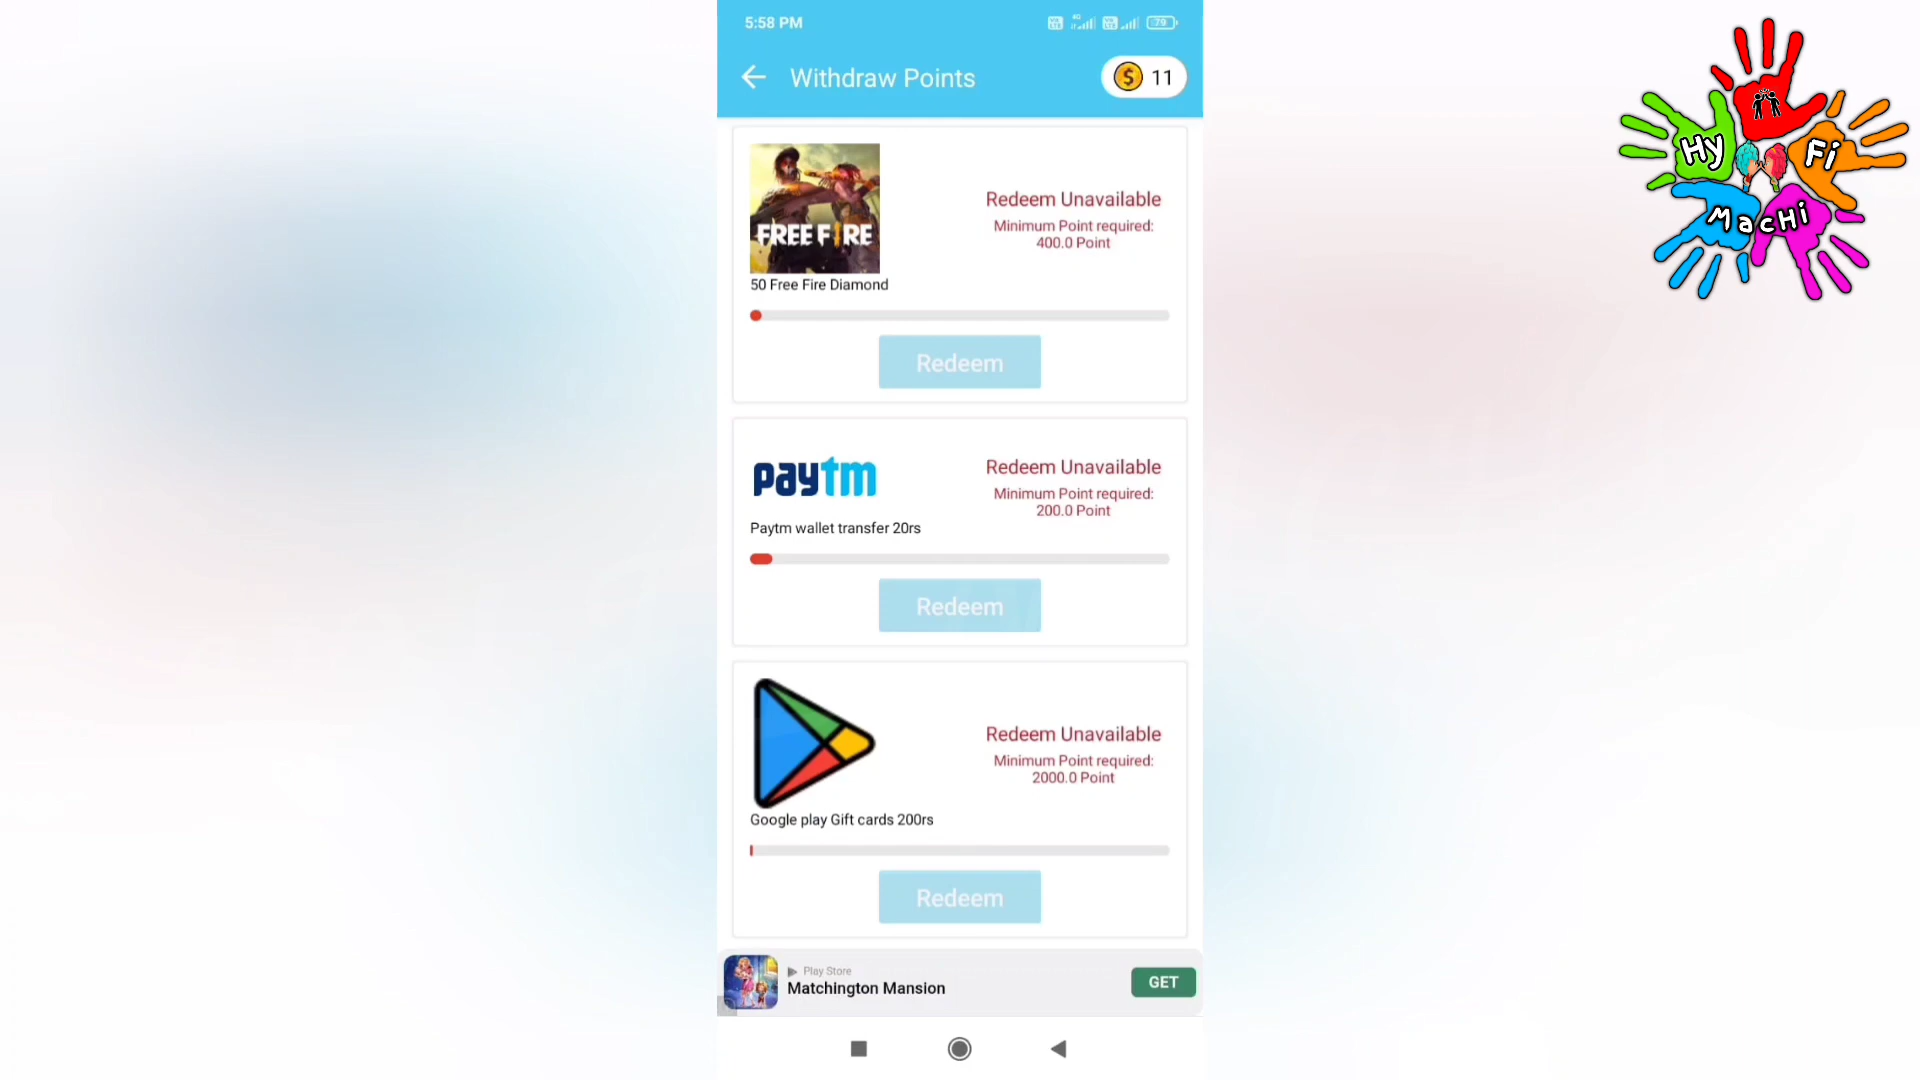 5:58 PM
79
Withdraw Points
11
Hy
Fi
MacHi
FREE FIRE
Redeem Unavailable
Minimum Point required:
400.0 Point
50 Free Fire Diamond
Redeem
paytm
Redeem Unavailable
Minimum Point required:
200.0 Point
Paytm wallet transfer 20rs
Redeem
Redeem Unavailable
Minimum Point required:
2000.0 Point
Google play Gift cards 200rs
Redeem
Play Store
Matchington Mansion
GET